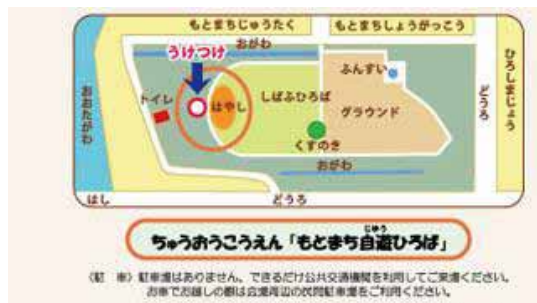 もとまちじゅうたく
もとまちしょうがっこう
おがわ
うけつけ
ふんすい
ひろしまじょう
おおたがわ
トイレ
はやし
しばふひろば
グラウンド
どうろ
くすのき
おがわ
はし
どうろ
じゆう
ちゅうおうこうえん「もとまち自遊ひろば」
〈駐　車〉駐車場はありません。できるだけ公共交通機関を利用してご来場ください。
お車でお越しの際は会場周辺の民間駐車場をご利用ください。